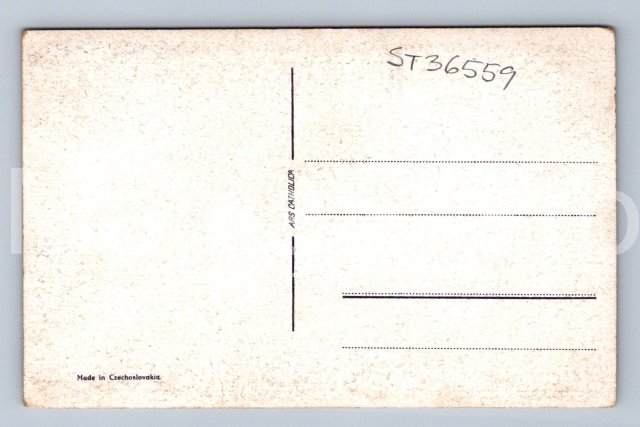 ST36559
ARS CATHOLICA
Made in Czechoslovakia.